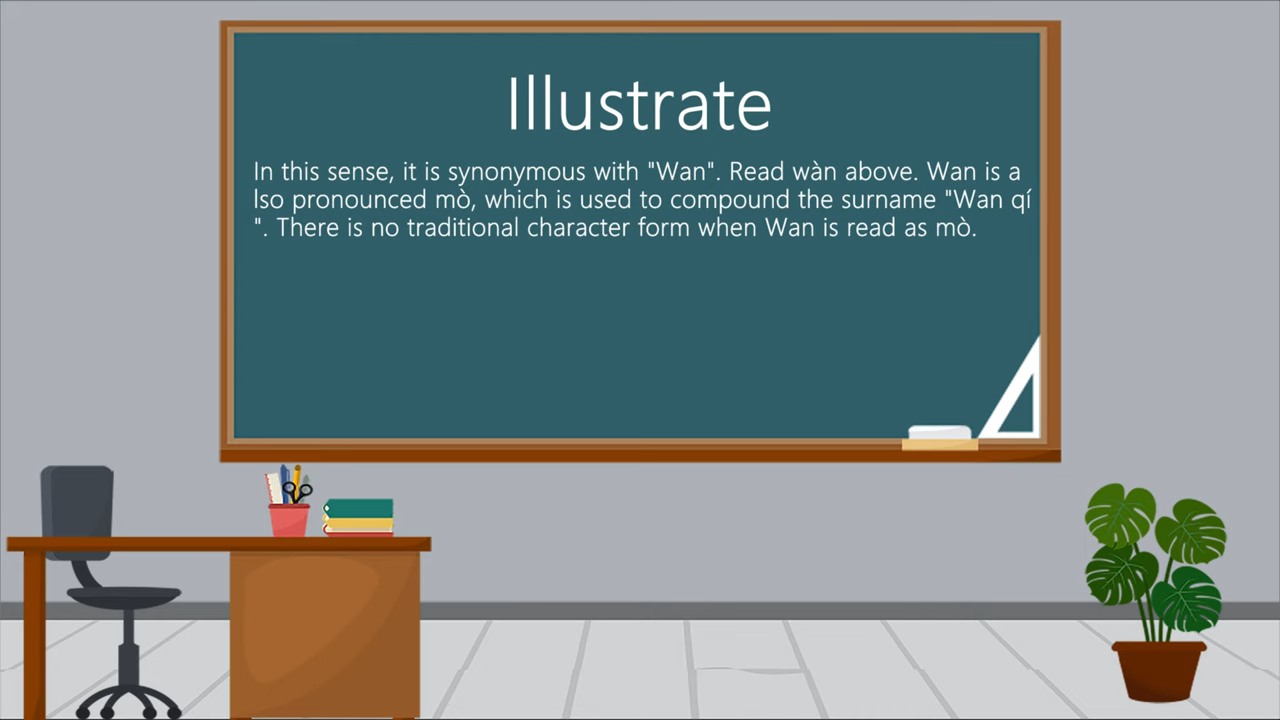 Illustrate
In this sense, it is synonymous with "Wan". Read wàn above. Wan is a
lso pronounced mò, which is used to compound the surname "Wan qí
". There is no traditional character form when Wan is read as mò.